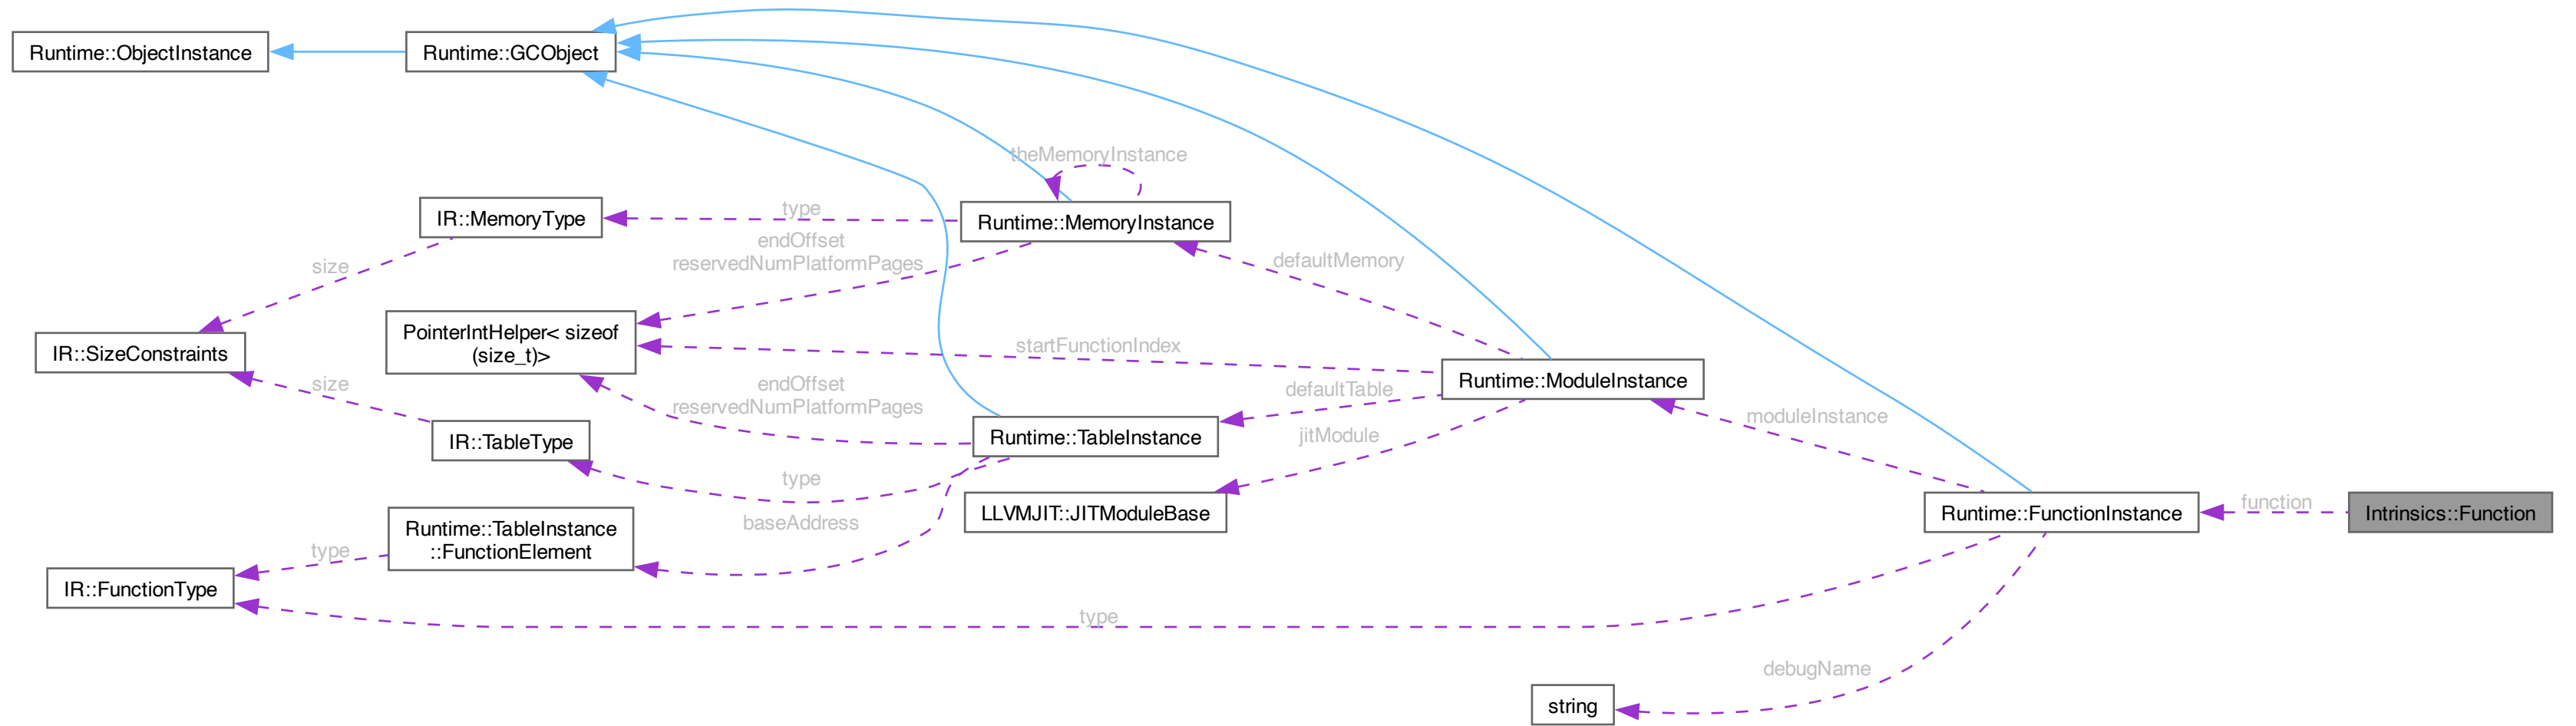 Runtime::ObjectInstance
Runtime::GCObject
theMemoryInstance
IR::MemoryType
type
Runtime::MemoryInstance
endOffset
reservedNumPlatformPages
size
defaultMemory
PointerIntHelper< sizeof
(size_t)>
IR::SizeConstraints
startFunctionIndex
Runtime::ModuleInstance
size
endOffset
reservedNumPlatformPages
defaultTable
moduleInstance
IR::TableType
Runtime::TableInstance
jitModule
type
LLVMJIT::JITModuleBase
Runtime::FunctionInstance
function
Intrinsics::Function
baseAddress
Runtime::TableInstance
::FunctionElement
type
IR::FunctionType
type
debugName
string